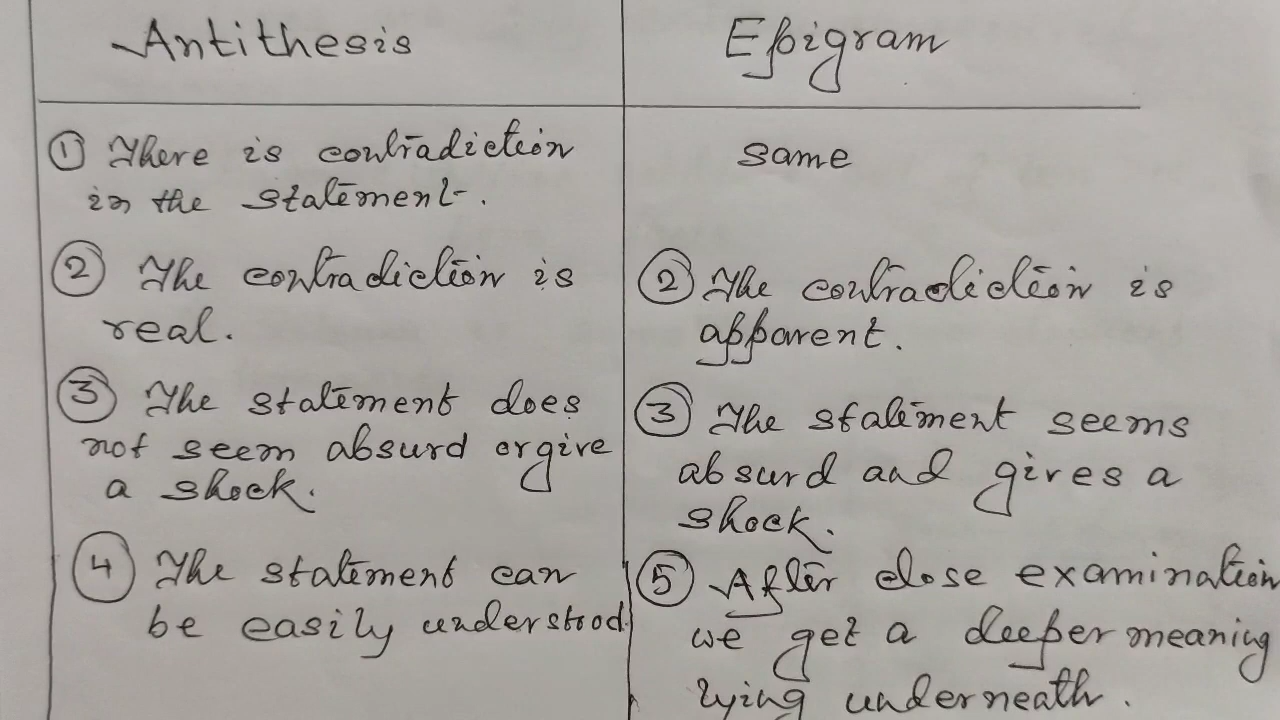 Antithesis
Epigram
① There is contradiction
in the statement.
same
② The contradiction is
real.
② The contradiction is
apparent.
③ The statement does
not seem absurd or give
a shock.
③ The statement seems
absurd and gives a
shock.
④ The statement can
be easily understood
⑤ After close examination
we get a deeper meaning
lying underneath.